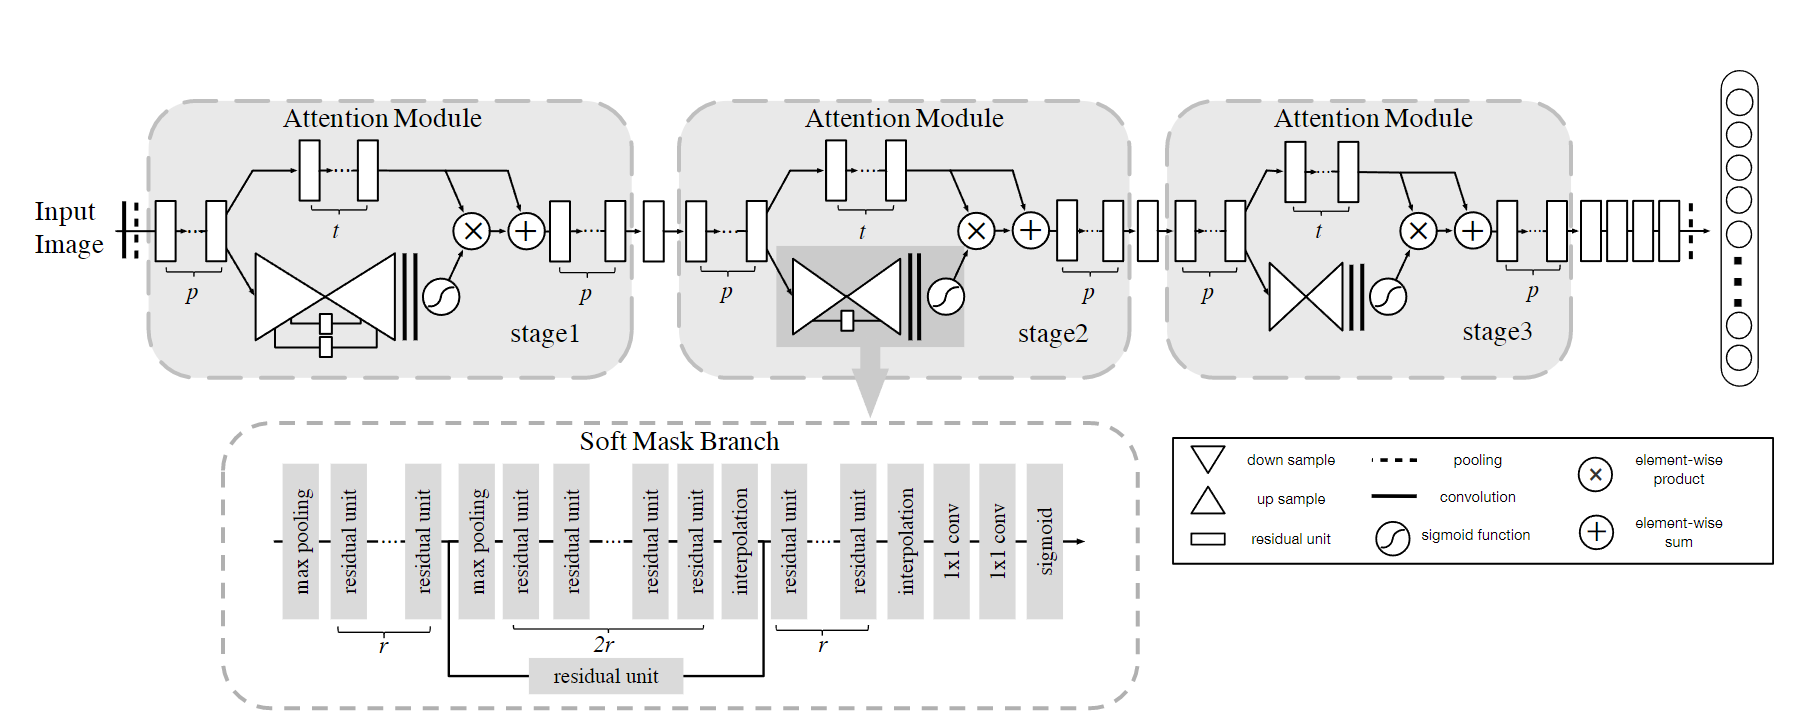 Attention Module
Attention Module
Attention Module
Input
Image
t
t
t
p
p
p
p
p
p
stage1
stage2
stage3
Soft Mask Branch
max pooling
residual unit
....
residual unit
max pooling
residual unit
residual unit
....
residual unit
residual unit
interpolation
residual unit
....
residual unit
interpolation
1x1 conv
1x1 conv
sigmoid
r
2r
r
residual unit
down sample
pooling
element-wise
product
up sample
convolution
residual unit
sigmoid function
element-wise
sum